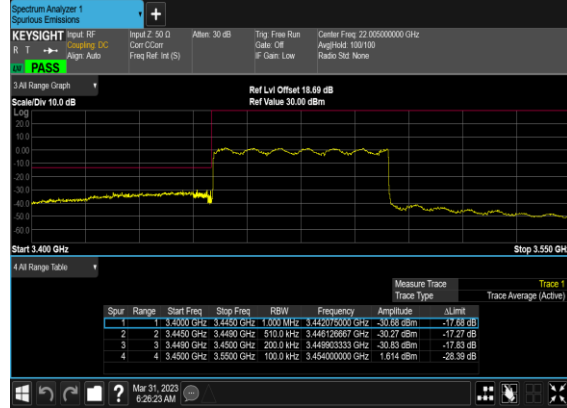 Spectrum Analyzer 1
Spurious Emissions
+
KEYSIGHT Input: RF Input Z: 50 Ω Atten: 30 dB Trig: Free Run Center Freq: 22.005000000 GHz
R T Coupling: DC Corr CCorr Gate: Off Avg|Hold: 100/100
Align: Auto Freq Ref: Int (S) IF Gain: Low Radio Std: None
PASS
3 All Range Graph
Ref Lvl Offset 18.69 dB
Scale/Div 10.0 dB Ref Value 30.00 dBm
Log
20.0
10.0
0.00
-10.0
-20.0
-30.0
-40.0
-50.0
-60.0
Start 3.400 GHz Stop 3.550 GHz
4 All Range Table
Measure Trace Trace 1
Trace Type Trace Average (Active)
Spur Range Start Freq Stop Freq RBW Frequency Amplitude ΔLimit
1 1 3.4000 GHz 3.4450 GHz 1.000 MHz 3.442075000 GHz -30.68 dBm -17.68 dB
2 2 3.4450 GHz 3.4490 GHz 510.0 kHz 3.446126667 GHz -30.27 dBm -17.27 dB
3 3 3.4490 GHz 3.4500 GHz 200.0 kHz 3.449903333 GHz -30.83 dBm -17.83 dB
4 4 3.4500 GHz 3.5500 GHz 100.0 kHz 3.454000000 GHz 1.614 dBm -28.39 dB
? Mar 31, 2023
6:26:23 AM